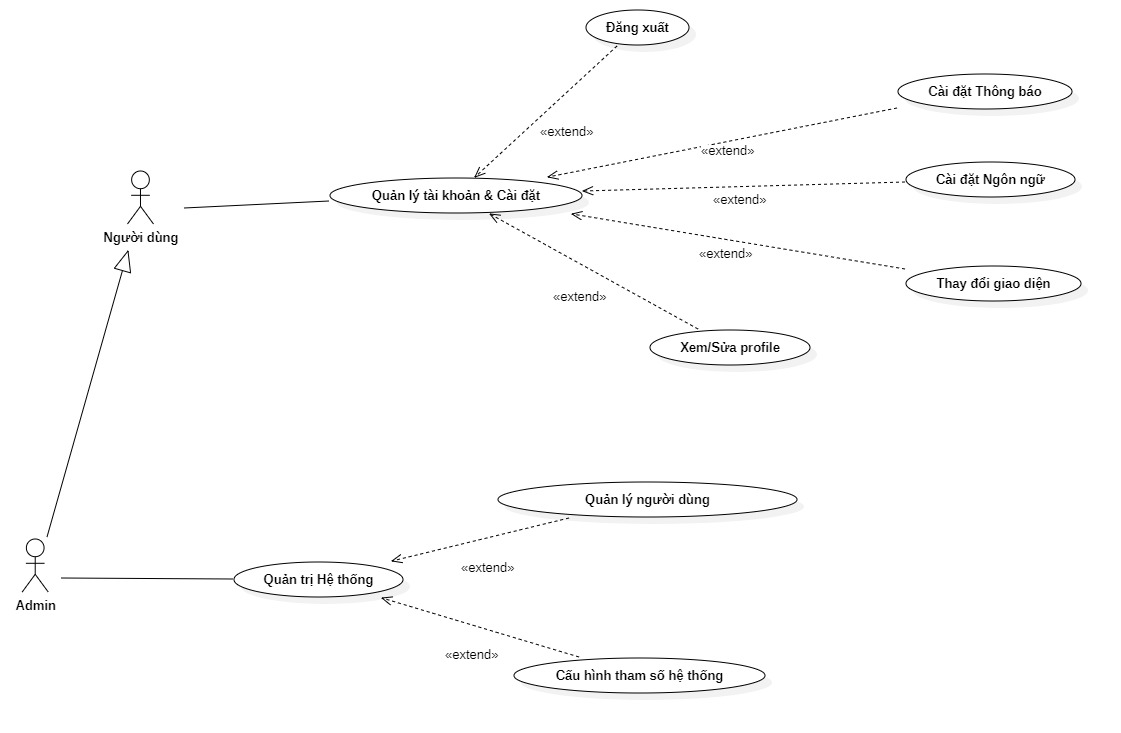 Đăng xuất
Cài đặt Thông báo
«extend»
«extend»
Cài đặt Ngôn ngữ
Quản lý tài khoản & Cài đặt
«extend»
Người dùng
«extend»
Thay đổi giao diện
«extend»
Xem/Sửa profile
Quản lý người dùng
«extend»
Quản trị Hệ thống
Admin
«extend»
Cấu hình tham số hệ thống